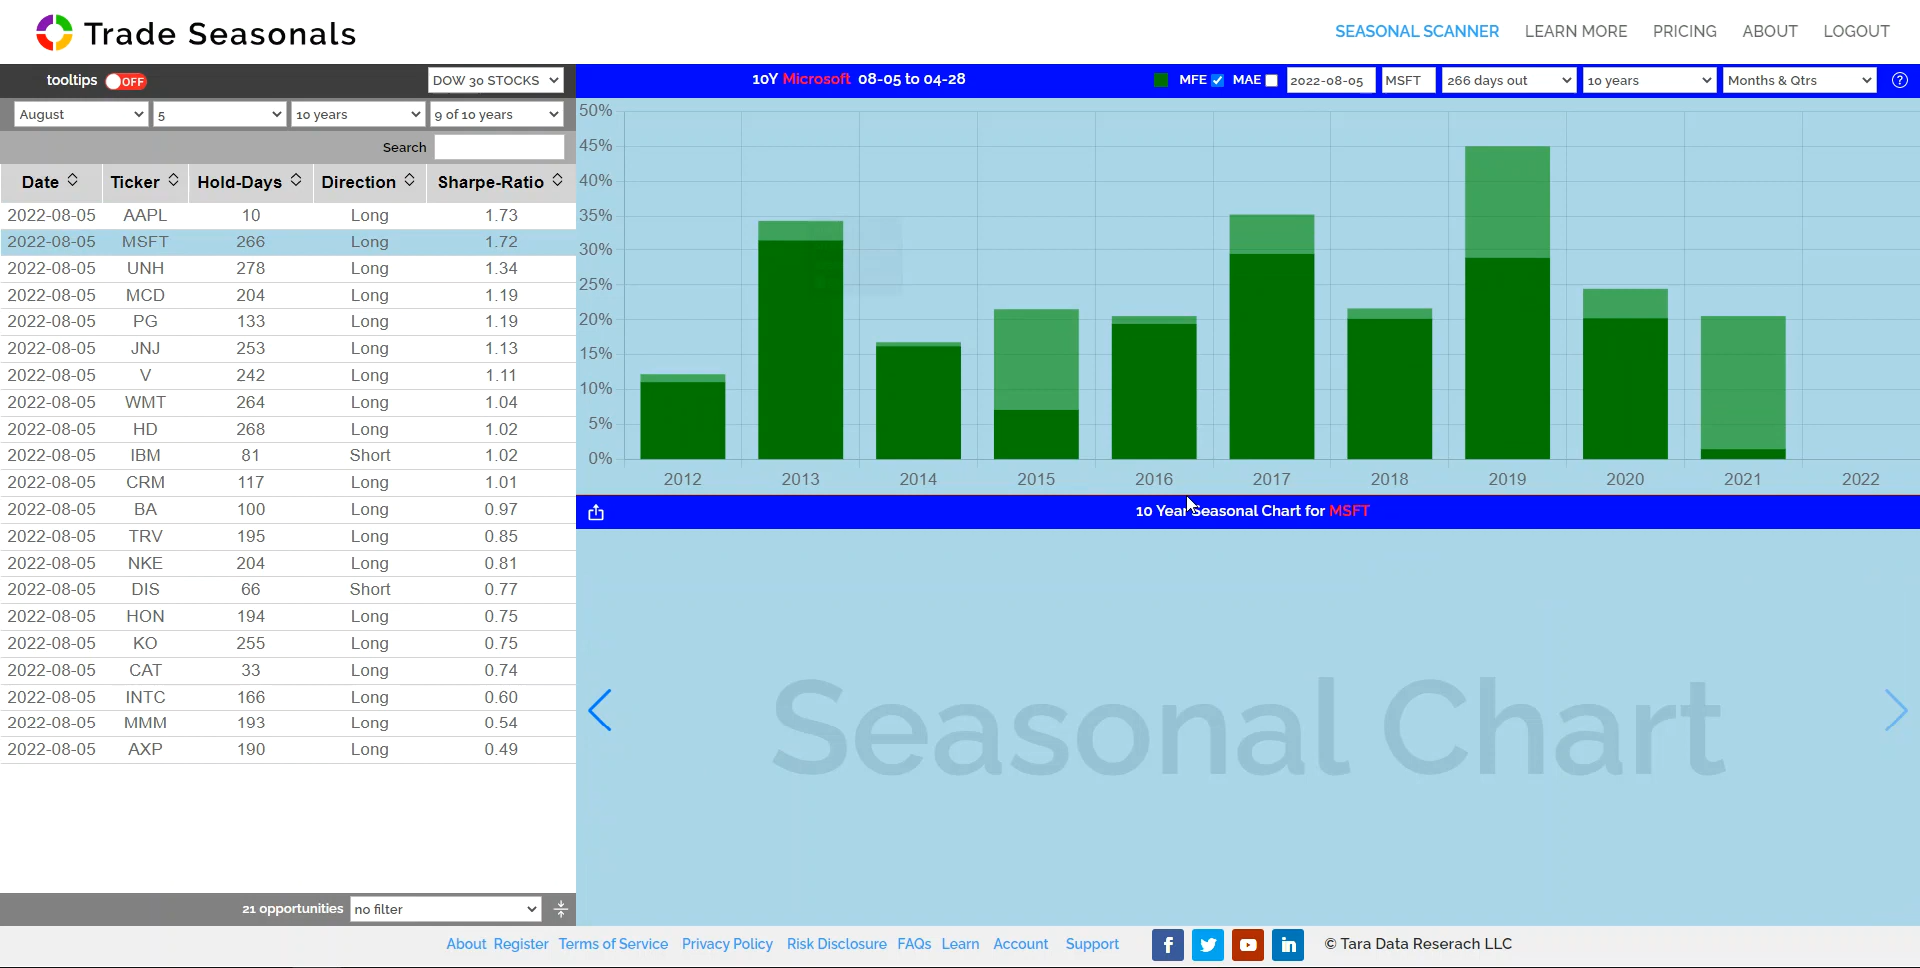 Trade Seasonals
SEASONAL SCANNER LEARN MORE PRICING ABOUT LOGOUT
tooltips OFF DOW 30 STOCKS
10Y Microsoft 08-05 to 04-28 MFE MAE 2022-08-05 MSFT 266 days out 10 years Months & Qtrs ?
August 5 10 years 9 of 10 years
Search
Date Ticker Hold-Days Direction Sharpe-Ratio
2022-08-05 AAPL 10 Long 1.73
2022-08-05 MSFT 266 Long 1.72
2022-08-05 UNH 278 Long 1.34
2022-08-05 MCD 204 Long 1.19
2022-08-05 PG 133 Long 1.19
2022-08-05 JNJ 253 Long 1.13
2022-08-05 V 242 Long 1.11
2022-08-05 WMT 264 Long 1.04
2022-08-05 HD 268 Long 1.02
2022-08-05 IBM 81 Short 1.02
2022-08-05 CRM 117 Long 1.01
2022-08-05 BA 100 Long 0.97
2022-08-05 TRV 195 Long 0.85
2022-08-05 NKE 204 Long 0.81
2022-08-05 DIS 66 Short 0.77
2022-08-05 HON 194 Long 0.75
2022-08-05 KO 255 Long 0.75
2022-08-05 CAT 33 Long 0.74
2022-08-05 INTC 166 Long 0.60
2022-08-05 MMM 193 Long 0.54
2022-08-05 AXP 190 Long 0.49
21 opportunities no filter
50%
45%
40%
35%
30%
25%
20%
15%
10%
5%
0%
2012 2013 2014 2015 2016 2017 2018 2019 2020 2021 2022
10 Year Seasonal Chart for MSFT
Seasonal Chart
About Register Terms of Service Privacy Policy Risk Disclosure FAQs Learn Account Support f in © Tara Data Reserach LLC